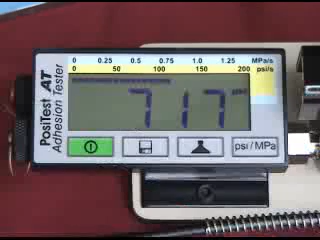 0 0.25 0.5 0.75 1.0 1.25 MPa/s
0 50 100 150 200 psi/s
PosiTest AT
Adhesion Tester
717
psi / MPa